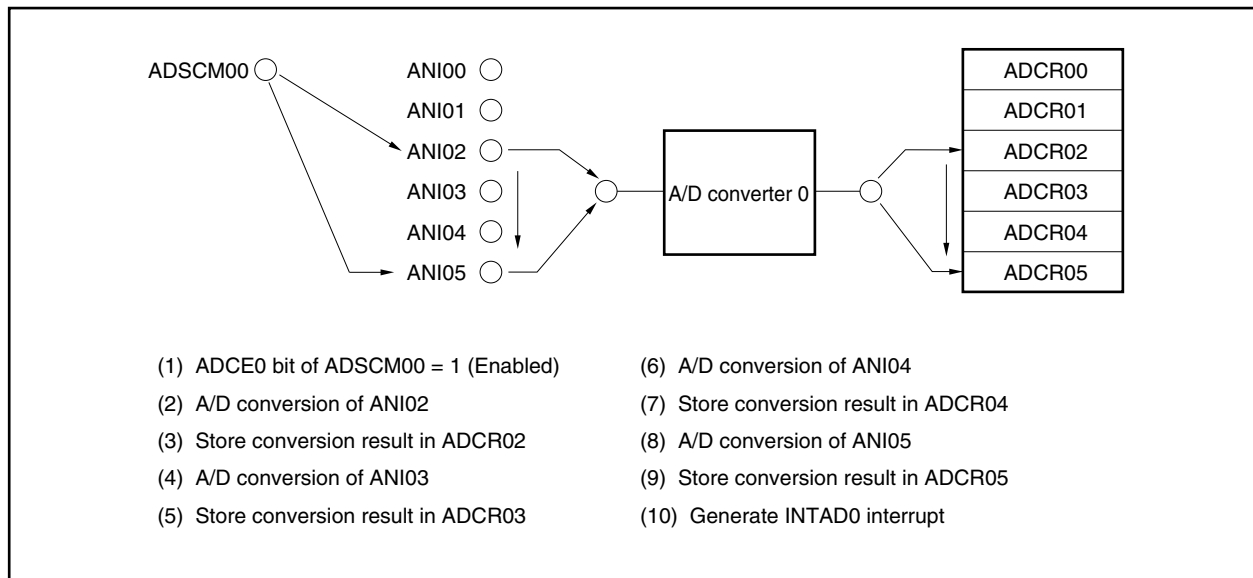 ADSCM00
ANI00
ANI01
ANI02
ANI03
ANI04
ANI05
A/D converter 0
ADCR00
ADCR01
ADCR02
ADCR03
ADCR04
ADCR05
(1) ADCE0 bit of ADSCM00 = 1 (Enabled)
(2) A/D conversion of ANI02
(3) Store conversion result in ADCR02
(4) A/D conversion of ANI03
(5) Store conversion result in ADCR03
(6) A/D conversion of ANI04
(7) Store conversion result in ADCR04
(8) A/D conversion of ANI05
(9) Store conversion result in ADCR05
(10) Generate INTAD0 interrupt